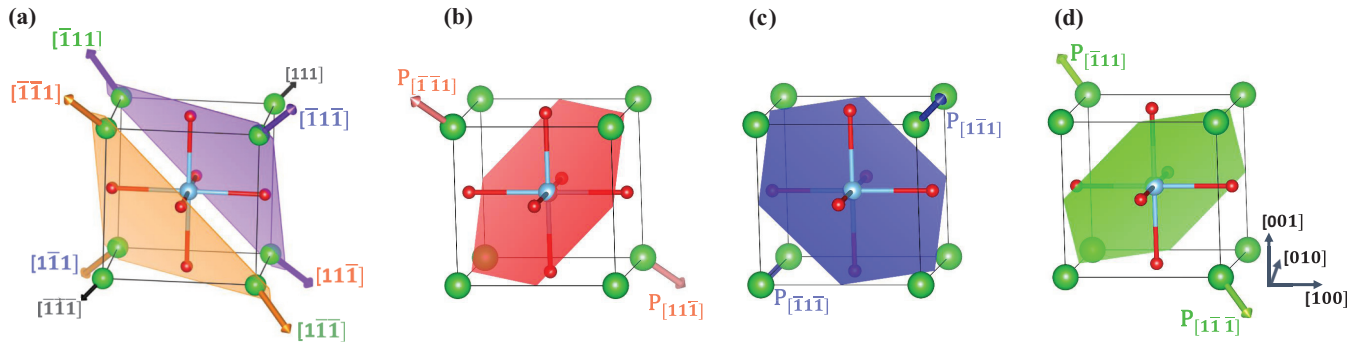 (a)
(b)
(c)
(d)
[1̅11]
[1̅1̅1]
[111]
[1̅11̅]
[11̅1]
[1̅1̅1̅]
[111̅]
[11̅1̅]
P[1̅ 1̅1]
P[111̅]
P[11̅1]
P[1̅11̅]
P[1̅11]
P[11̅ 1̅]
[001]
[010]
[100]